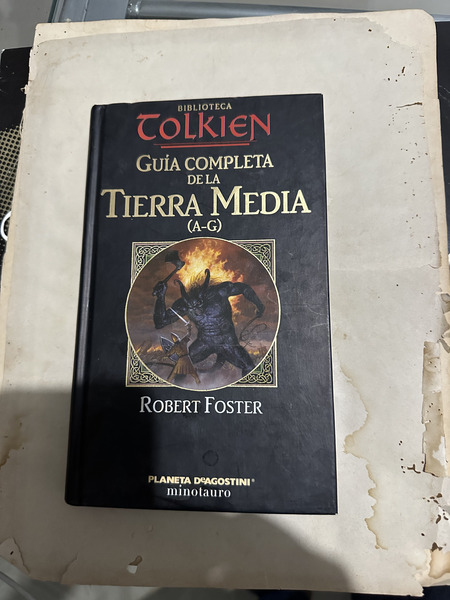 BIBLIOTECA
TOLKIEN
GUÍA COMPLETA
DE LA
TIERRA MEDIA
(A-G)
ROBERT FOSTER
PLANETA DEAGOSTINI®
minotauro